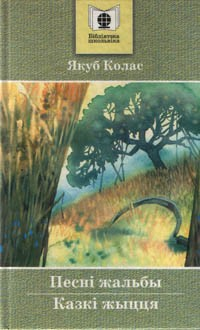 Бібліятэка
школьніка
Якуб Колас
Песні жальбы
Казкі жыцця